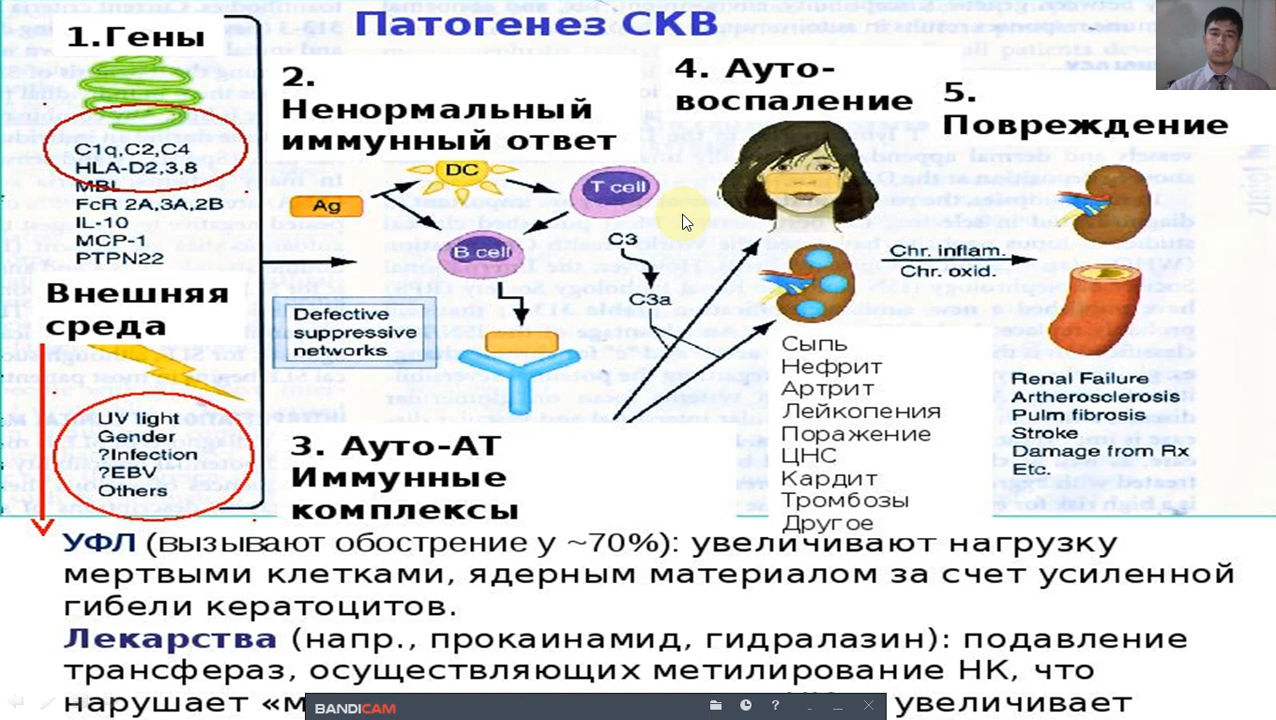 Патогенез СКВ
1.Гены
C1q,C2,C4
HLA-D2,3,8
MBL
FcR 2A,3A,2B
IL-10
MCP-1
PTPN22
Внешняя
среда
UV light
Gender
?Infection
?EBV
Others
2.
Ненормальный
иммунный ответ
DC
Ag
T cell
B cell
C3
C3a
Defective
suppressive
networks
3. Ауто-АТ
Иммунные
комплексы
4. Ауто-
воспаление
Chr. inflam.
Chr. oxid.
Сыпь
Нефрит
Артрит
Лейкопения
Поражение
ЦНС
Кардит
Тромбозы
Другое
5.
Повреждение
Renal Failure
Artherosclerosis
Pulm fibrosis
Stroke
Damage from Rx
Etc.
УФЛ (вызывают обострение у ~70%): увеличивают нагрузку
мертвыми клетками, ядерным материалом за счет усиленной
гибели кератоцитов.
Лекарства (напр., прокаинамид, гидралазин): подавление
трансфераз, осуществляющих метилирование НК, что
нарушает увеличивает
BANDICAM